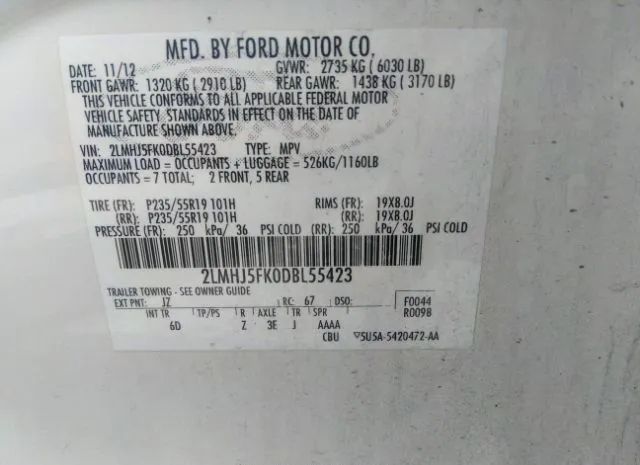 MFD. BY FORD MOTOR CO.
DATE: 11/12 GVWR: 2735 KG ( 6030 LB)
FRONT GAWR: 1320 KG ( 2910 LB) REAR GAWR: 1438 KG ( 3170 LB)
THIS VEHICLE CONFORMS TO ALL APPLICABLE FEDERAL MOTOR
VEHICLE SAFETY, STANDARDS IN EFFECT ON THE DATE OF
MANUFACTURE SHOWN ABOVE.
VIN: 2LMHJ5FK0DBL55423 TYPE: MPV
MAXIMUM LOAD = OCCUPANTS + LUGGAGE = 526KG/1160LB
OCCUPANTS = 7 TOTAL; 2 FRONT, 5 REAR
TIRE (FR): P235/55R19 101H RIMS (FR): 19X8.0J
(RR): P235/55R19 101H (RR): 19X8.0J
PRESSURE (FR): 250 kPa/ 36 PSI COLD (RR): 250 kPa/ 36 PSI COLD
2LMHJ5FK0DBL55423
TRAILER TOWING - SEE OWNER GUIDE
EXT PNT: JZ RC: 67 DSO: F0044
R0098
INT TR TP/PS R AXLE TR SPR
6D Z 3E J AAAA
CBU 5U5A-5420472-AA